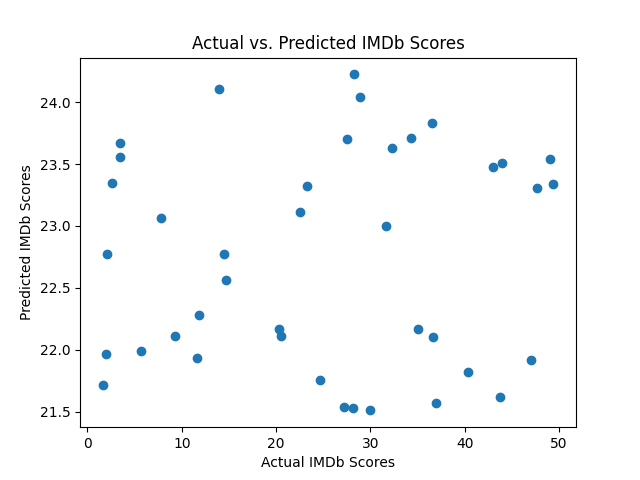 Actual vs. Predicted IMDb Scores
24.0
23.5
23.0
22.5
22.0
21.5
Predicted IMDb Scores
0 10 20 30 40 50
Actual IMDb Scores